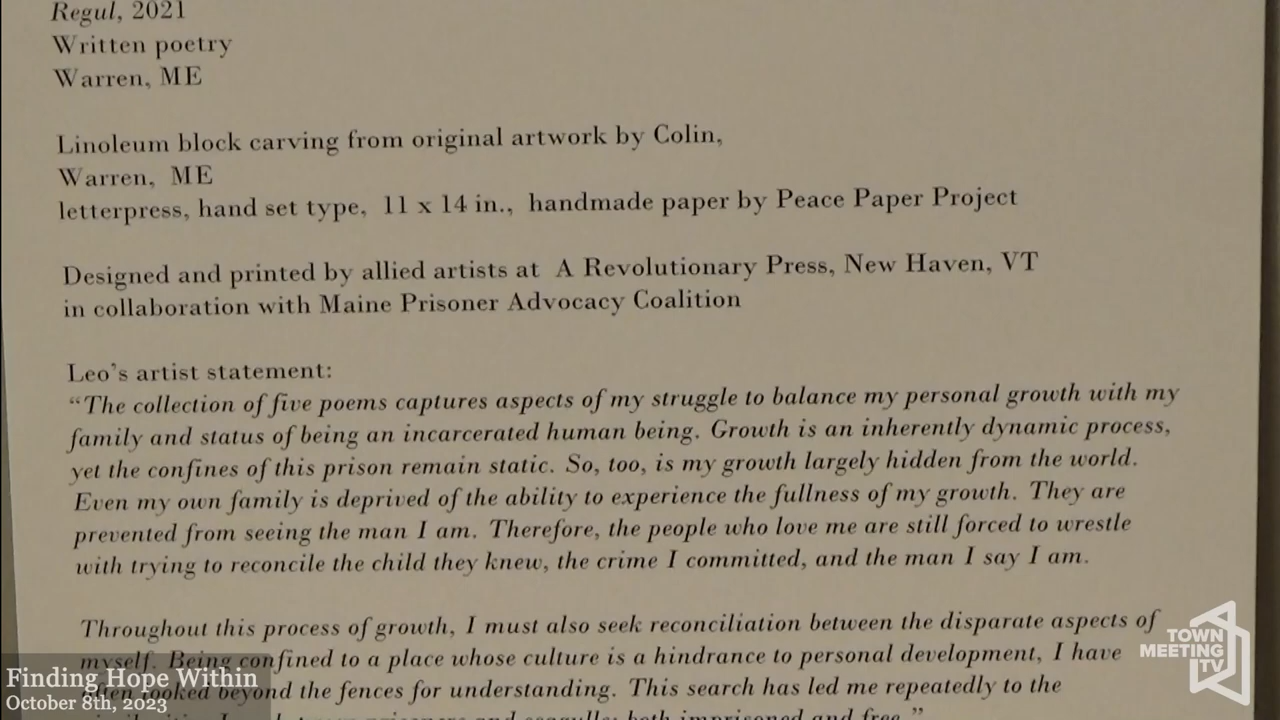 Regul, 2021
Written poetry
Warren, ME
Linoleum block carving from original artwork by Colin,
Warren, ME
letterpress, hand set type, 11 x 14 in., handmade paper by Peace Paper Project
Designed and printed by allied artists at A Revolutionary Press, New Haven, VT
in collaboration with Maine Prisoner Advocacy Coalition
Leo's artist statement:
“The collection of five poems captures aspects of my struggle to balance my personal growth with my
family and status of being an incarcerated human being. Growth is an inherently dynamic process,
yet the confines of this prison remain static. So, too, is my growth largely hidden from the world.
Even my own family is deprived of the ability to experience the fullness of my growth. They are
prevented from seeing the man I am. Therefore, the people who love me are still forced to wrestle
with trying to reconcile the child they knew, the crime I committed, and the man I say I am.
Throughout this process of growth, I must also seek reconciliation between the disparate aspects of
myself. Being confined to a place whose culture is a hindrance to personal development, I have
often looked beyond the fences for understanding. This search has led me repeatedly to the
prisoners and seagulls: both imprisoned and free.”
Finding Hope Within
October 8th, 2023
TOWN
MEETING
TV